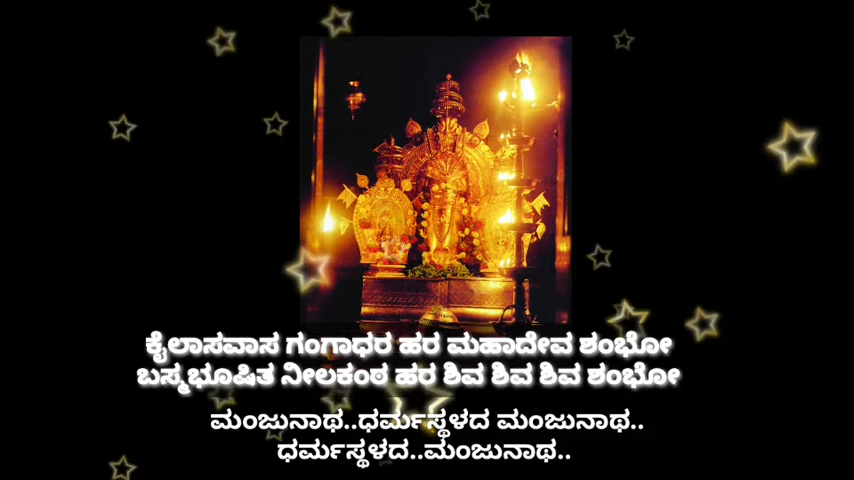 ಕೈಲಾಸವಾಸ ಗಂಗಾಧರ ಹರ ಮಹಾದೇವ ಶಂಭೋ
ಬಸ್ಮಭೂಷಿತ ನೀಲಕಂಠ ಹರ ಶಿವ ಶಿವ ಶಿವ ಶಂಭೋ
ಮಂಜುನಾಥ..ಧರ್ಮಸ್ಥಳದ ಮಂಜುನಾಥ..
ಧರ್ಮಸ್ಥಳದ..ಮಂಜುನಾಥ..